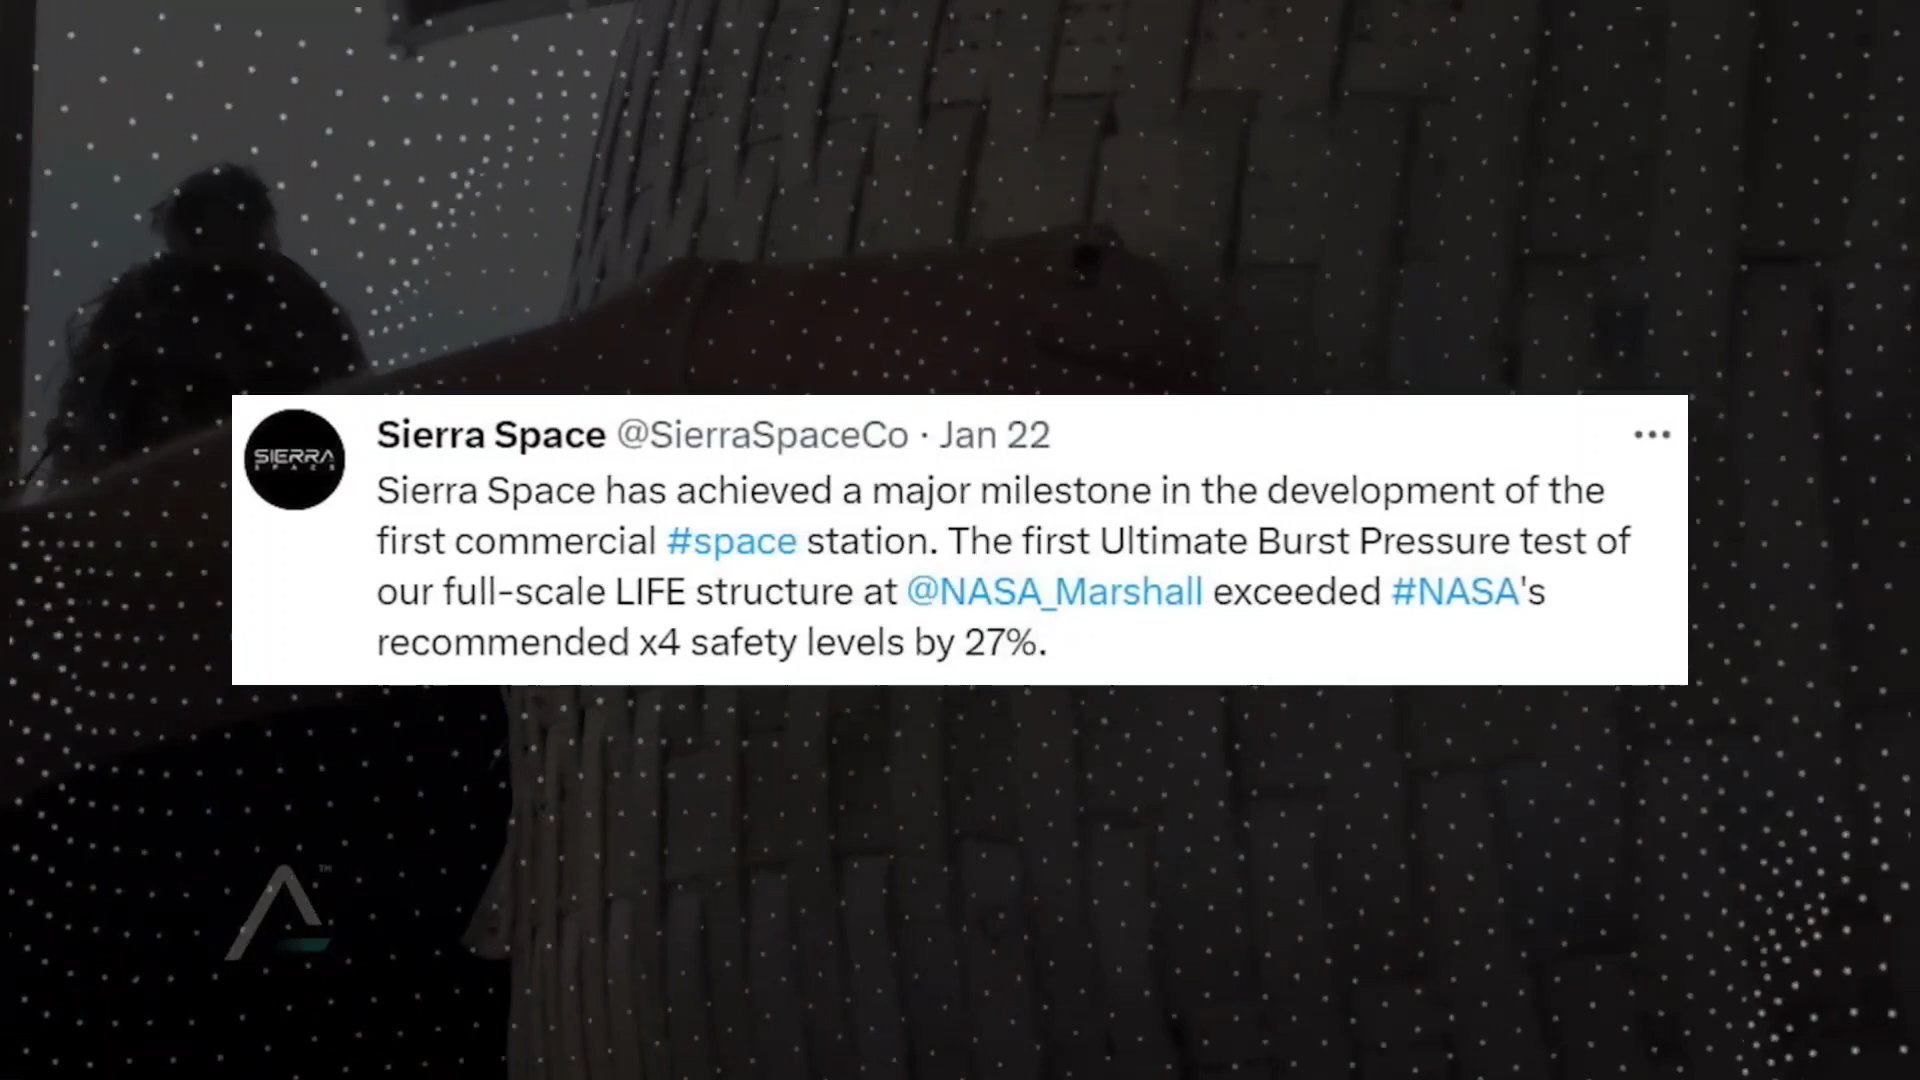 SIERRA
SPACE
Sierra Space @SierraSpaceCo · Jan 22
Sierra Space has achieved a major milestone in the development of the
first commercial #space station. The first Ultimate Burst Pressure test of
our full-scale LIFE structure at @NASA_Marshall exceeded #NASA's
recommended x4 safety levels by 27%.
TM